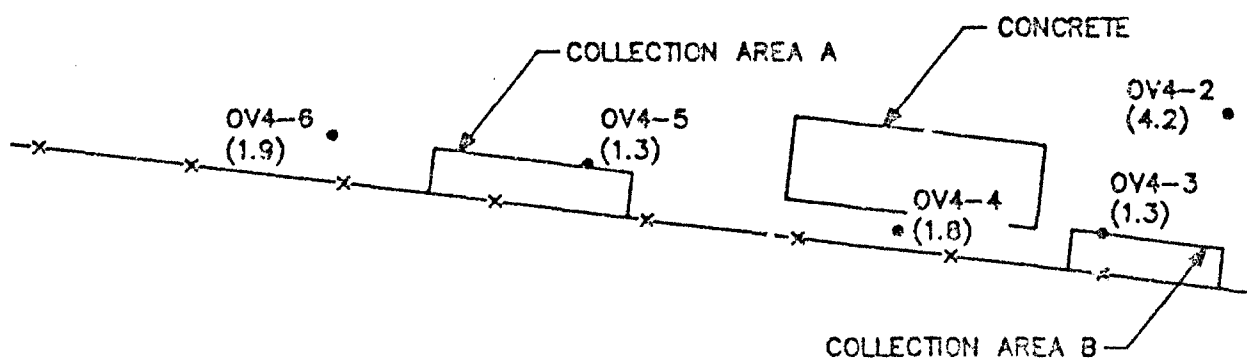 CONCRETE
COLLECTION AREA A
OV4-2
(4.2)
OV4-6
(1.9)
OV4-5
(1.3)
OV4-3
(1.3)
OV4-4
(1.8)
COLLECTION AREA B